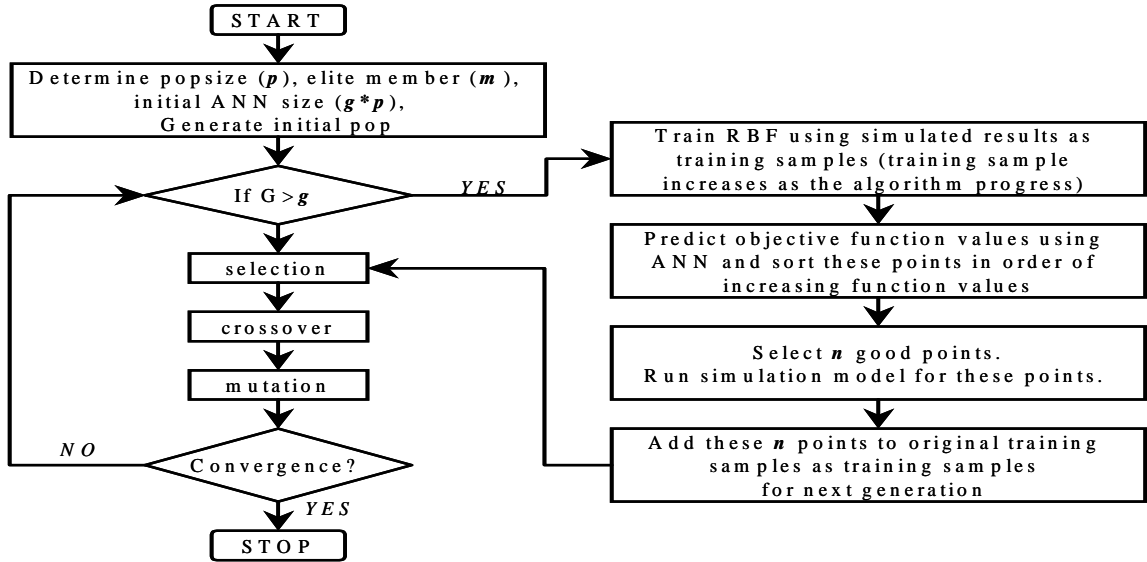 START
Determine popsize (p), elite member (m),
initial ANN size (g*p),
Generate initial pop
If G>g
YES
selection
crossover
mutation
NO
Convergence?
YES
STOP
Train RBF using simulated results as
training samples (training sample
increases as the algorithm progress)
Predict objective function values using
ANN and sort these points in order of
increasing function values
Select n good points.
Run simulation model for these points.
Add these n points to original training
samples as training samples
for next generation